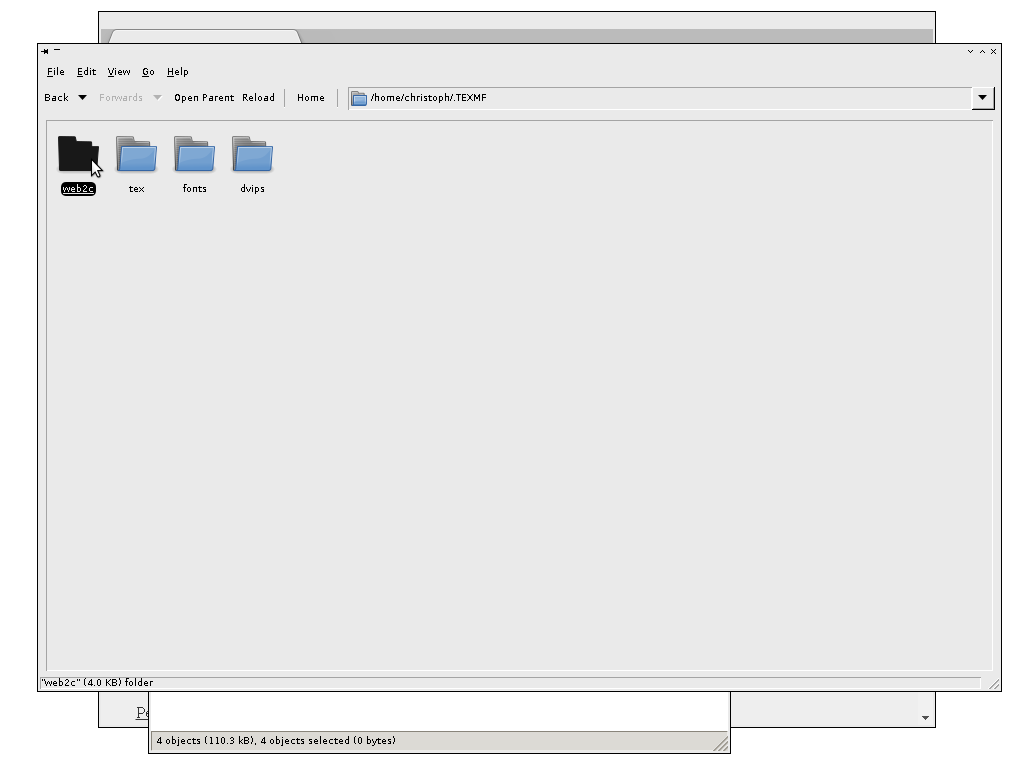 File Edit View Go Help
Back Forwards Open Parent Reload Home /home/christoph/.TEXMF
web2c tex fonts dvips
"web2c" (4.0 KB) folder
4 objects (110.3 kB), 4 objects selected (0 bytes)